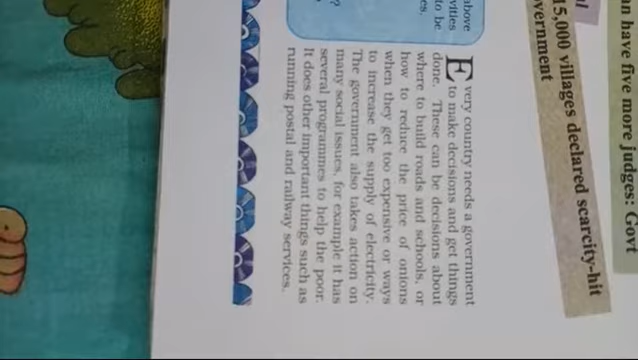 an have five more judges: Govt
al
15,000 villages declared scarcity-hit
vernment
above
vities
to be
es.
?
Every country needs a government
to make decisions and get things
done. These can be decisions about
where to build roads and schools, or
how to reduce the price of onions
when they get too expensive or ways
to increase the supply of electricity.
The government also takes action on
many social issues, for example it has
several programmes to help the poor.
It does other important things such as
running postal and railway services.